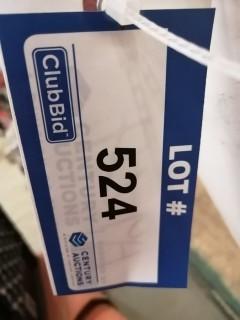 LOT #
524
ClubBid
CENTURY
AUCTIONS